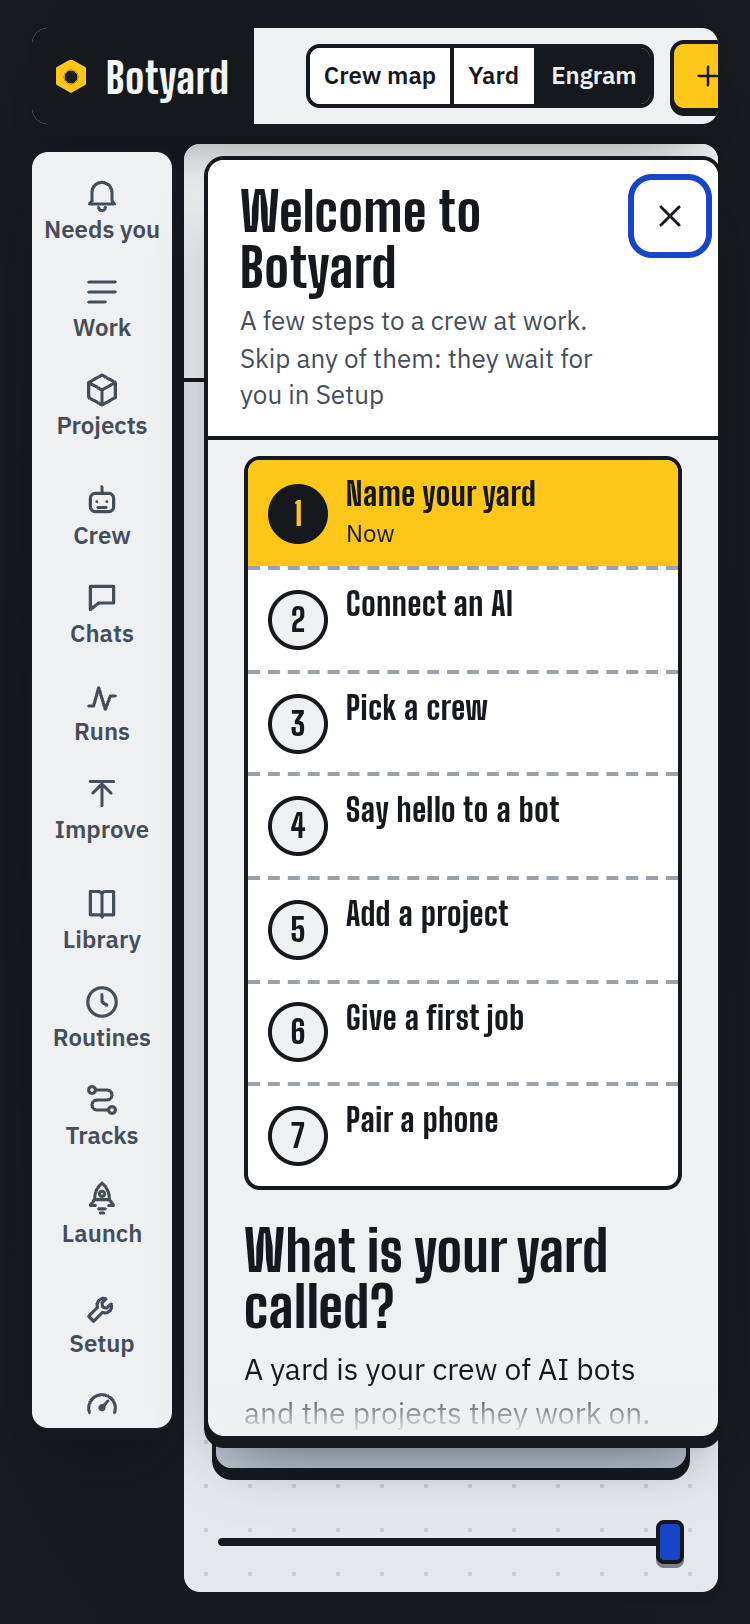 Botyard
Crew map
Yard
Engram
Needs you
Work
Projects
Crew
Chats
Runs
Improve
Library
Routines
Tracks
Launch
Setup
Welcome to
Botyard
A few steps to a crew at work.
Skip any of them: they wait for
you in Setup
1
Name your yard
Now
2
Connect an AI
3
Pick a crew
4
Say hello to a bot
5
Add a project
6
Give a first job
7
Pair a phone
What is your yard
called?
A yard is your crew of AI bots
and the projects they work on.